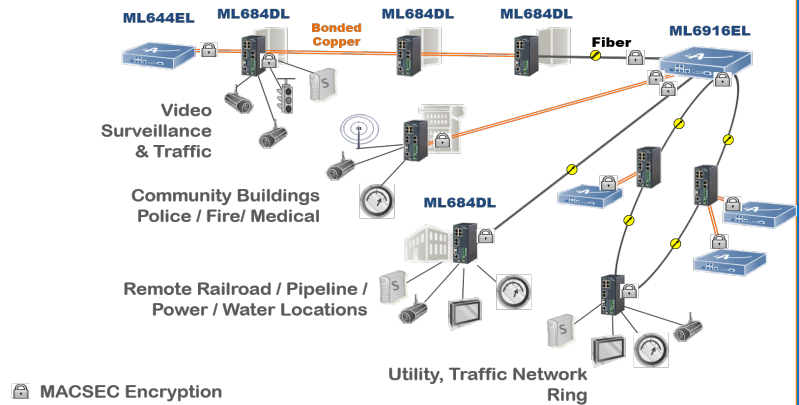 ML644EL
ML684DL
ML684DL
ML684DL
Bonded
Copper
Fiber
ML6916EL
Video
Surveillance
& Traffic
Community Buildings
Police / Fire/ Medical
ML684DL
Remote Railroad / Pipeline /
Power / Water Locations
Utility, Traffic Network
Ring
MACSEC Encryption
S
S
S
A
A
A
A
A